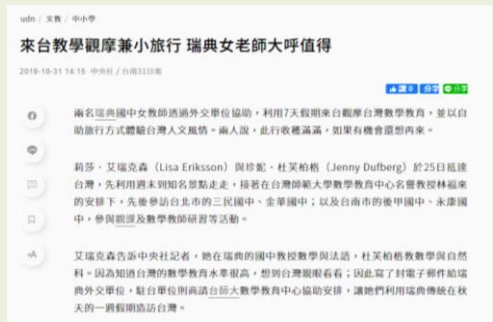 udn / 文教 / 中小學
來台教學觀摩兼小旅行 瑞典女老師大呼值得
2019-10-31 14:15 中央社 / 台南31日電
讚 0 分享 分享
兩名瑞典國中女教師透過外交單位協助，利用7天假期來台觀摩台灣數學教育，並以自
助旅行方式體驗台灣人文風情。兩人說，此行收穫滿滿，如果有機會還想再來。
莉莎．艾瑞克森（Lisa Eriksson）與珍妮．杜芙柏格（Jenny Dufberg）於25日抵達
台灣，先利用週末到知名景點走走，接著在台灣師範大學數學教育中心名譽教授林福來
的安排下，先後參訪台北市的三民國中、金華國中；以及台南市的後甲國中、永康國
中，參與觀課及數學教師研習等活動。
艾瑞克森告訴中央社記者，她在瑞典的國中教授數學與法語，杜芙柏格教數學與自然
科。因為知道台灣的數學教育水準很高，想到台灣親眼看看；因此寫了封電子郵件給瑞
典外交單位，駐台單位則商請台師大數學教育中心協助安排，讓她們利用瑞典傳統在秋
天的一週假期造訪台灣。